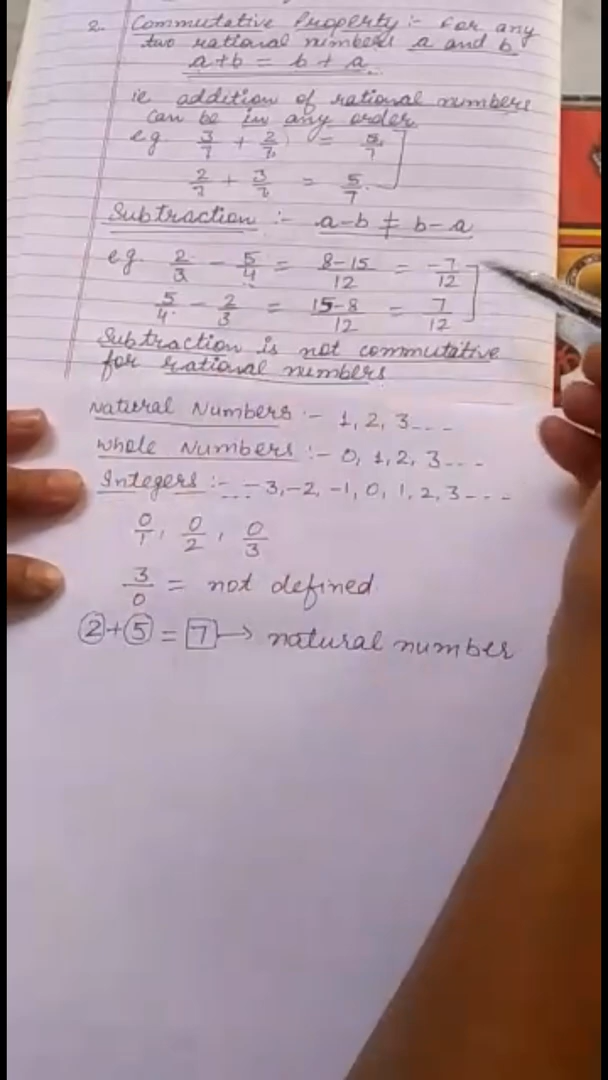 2. Commutative Property :- For any
two rational numbers a and b
a+b = b+a.
ie addition of rational numbers
can be in any order.
eg 3/7 + 2/7 = 5/7
2/7 + 3/7 = 5/7.
Subtraction :- a-b ≠ b-a
eg. 2/3 - 5/4 = 8-15/12 = -7/12
5/4 - 2/3 = 15-8/12 = 7/12
Subtraction is not commutative
for rational numbers
Natural Numbers :- 1, 2, 3 ...
Whole Numbers :- 0, 1, 2, 3 ...
Integers :- ... -3, -2, -1, 0, 1, 2, 3 ...
0/1, 0/2, 0/3
3/0 = not defined
2+5 = 7 → natural number